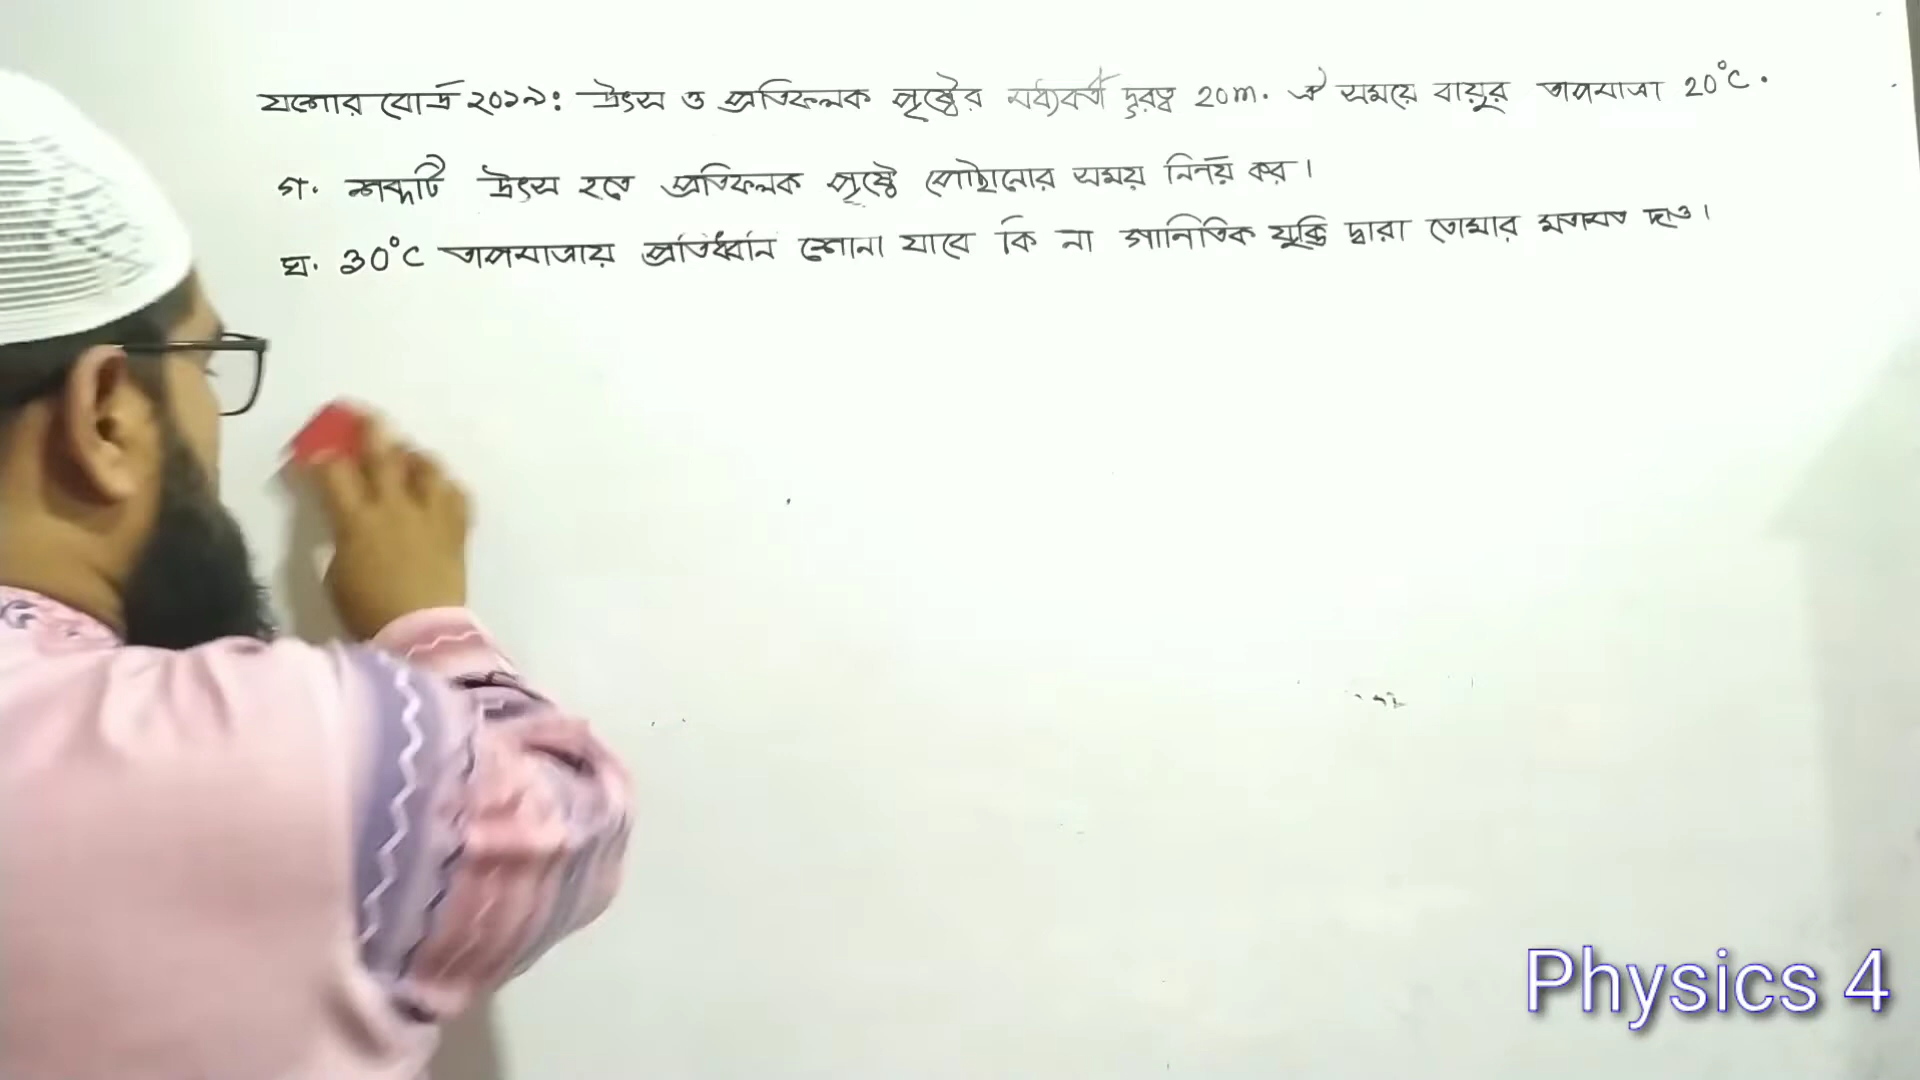 যশোর বোর্ড ২০১৯: উৎস ও প্রতিফলক পৃষ্ঠের মধ্যবর্তী দূরত্ব 20m. ঐ সময়ে বায়ুর তাপমাত্রা 20°C.
গ. শব্দটি উৎস হতে প্রতিফলক পৃষ্ঠে পৌছানোর সময় নির্নয় কর।
ঘ. 30°C তাপমাত্রায় প্রতিধ্বনি শোনা যাবে কি না গানিতিক যুক্তি দ্বারা তোমার মতামত দাও।
Physics 4